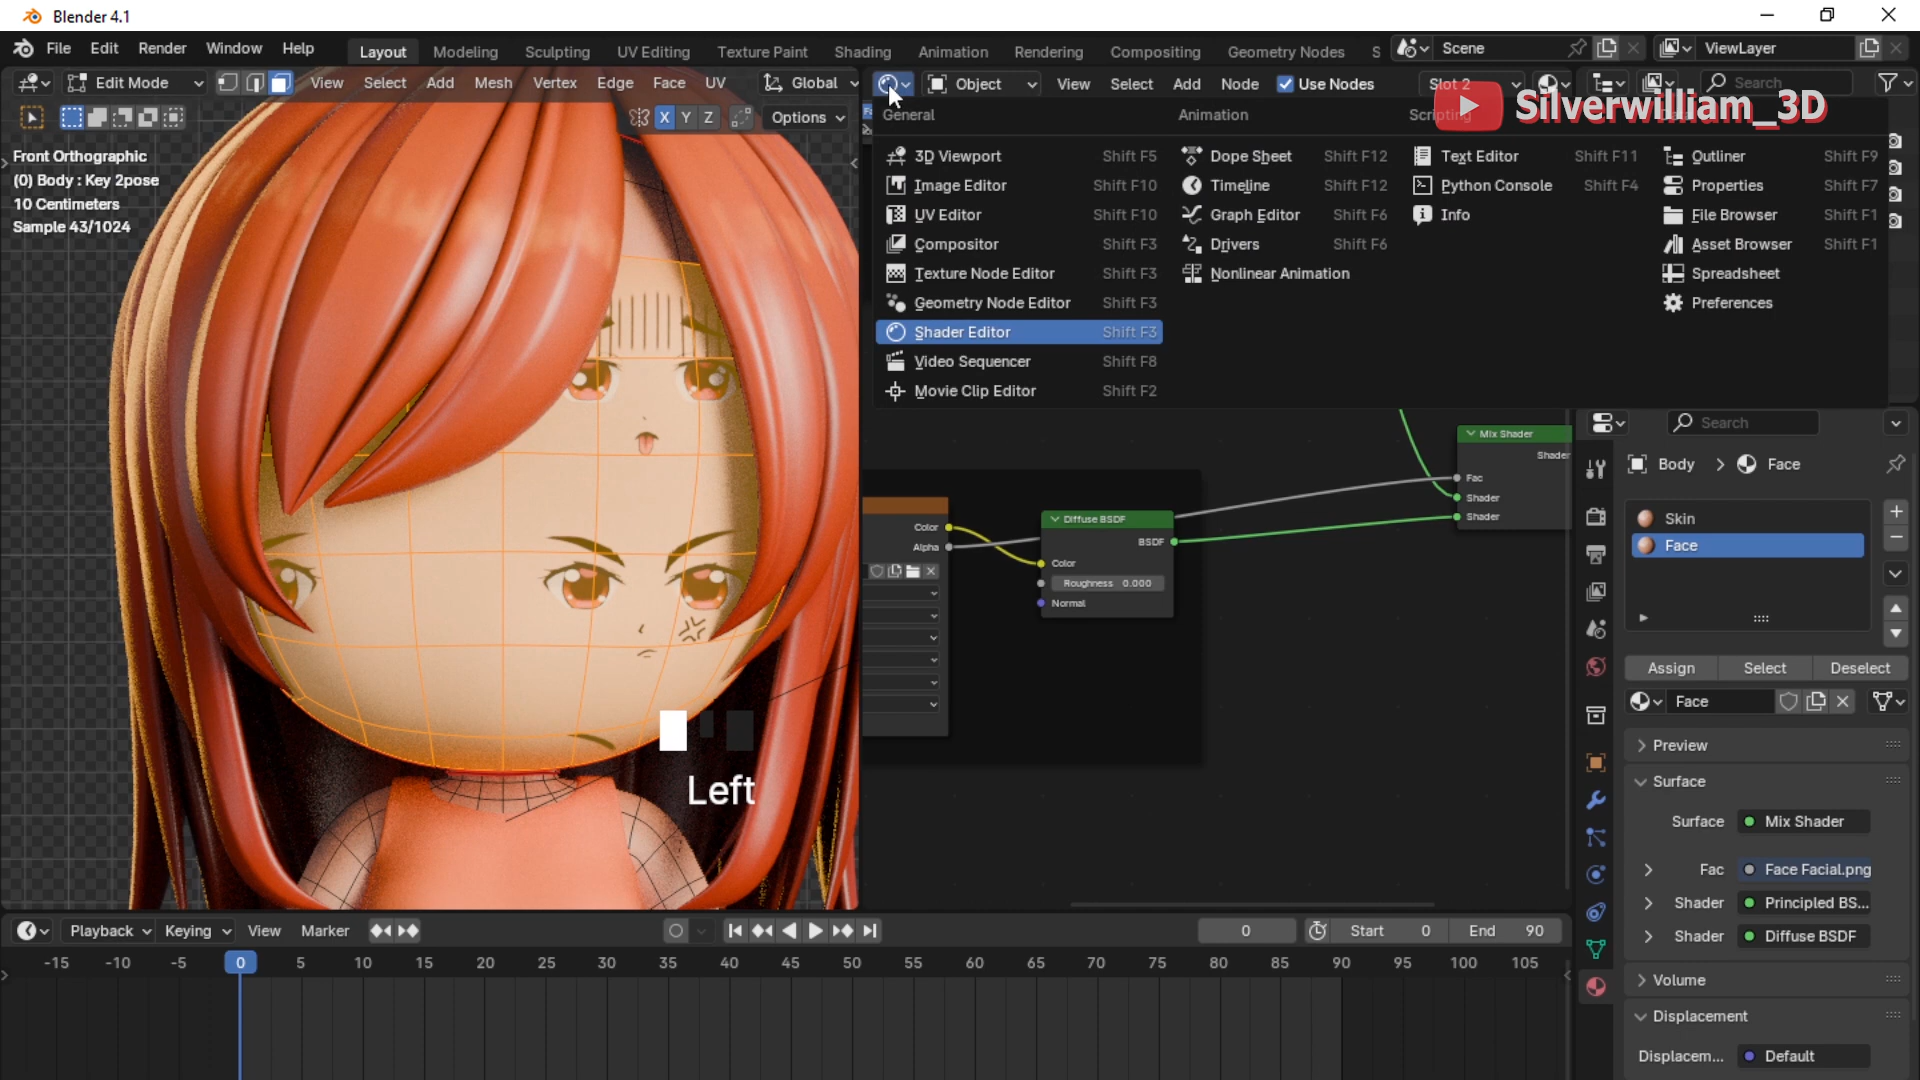 Blender 4.1
File Edit Render Window Help Layout Modeling Sculpting UV Editing Texture Paint Shading Animation Rendering Compositing Geometry Nodes S Scene ViewLayer
Edit Mode View Select Add Mesh Vertex Edge Face UV Global Object View Select Add Node Use Nodes Slot 2 Search
X Y Z Options
Silverwilliam_3D
General Animation Scripting
Front Orthographic
(0) Body : Key 2pose
10 Centimeters
Sample 43/1024
3D Viewport Shift F5 Dope Sheet Shift F12 Text Editor Shift F11 Outliner Shift F9
Image Editor Shift F10 Timeline Shift F12 Python Console Shift F4 Properties Shift F7
UV Editor Shift F10 Graph Editor Shift F6 Info File Browser Shift F1
Compositor Shift F3 Drivers Shift F6 Asset Browser Shift F1
Texture Node Editor Shift F3 Nonlinear Animation Spreadsheet
Geometry Node Editor Shift F3 Preferences
Shader Editor Shift F3
Video Sequencer Shift F8
Movie Clip Editor Shift F2
Search
Mix Shader
Shader
Fac
Shader
Shader
Color
Alpha
Diffuse BSDF
BSDF
Color
Roughness 0.000
Normal
Body > Face
Skin
Face
Assign Select Deselect
Face
Preview
Surface
Surface Mix Shader
Fac Face Facial.png
Shader Principled BS...
Shader Diffuse BSDF
Volume
Displacement
Displacem... Default
Left
Playback Keying View Marker 0 Start 0 End 90
-15 -10 -5 0 5 10 15 20 25 30 35 40 45 50 55 60 65 70 75 80 85 90 95 100 105